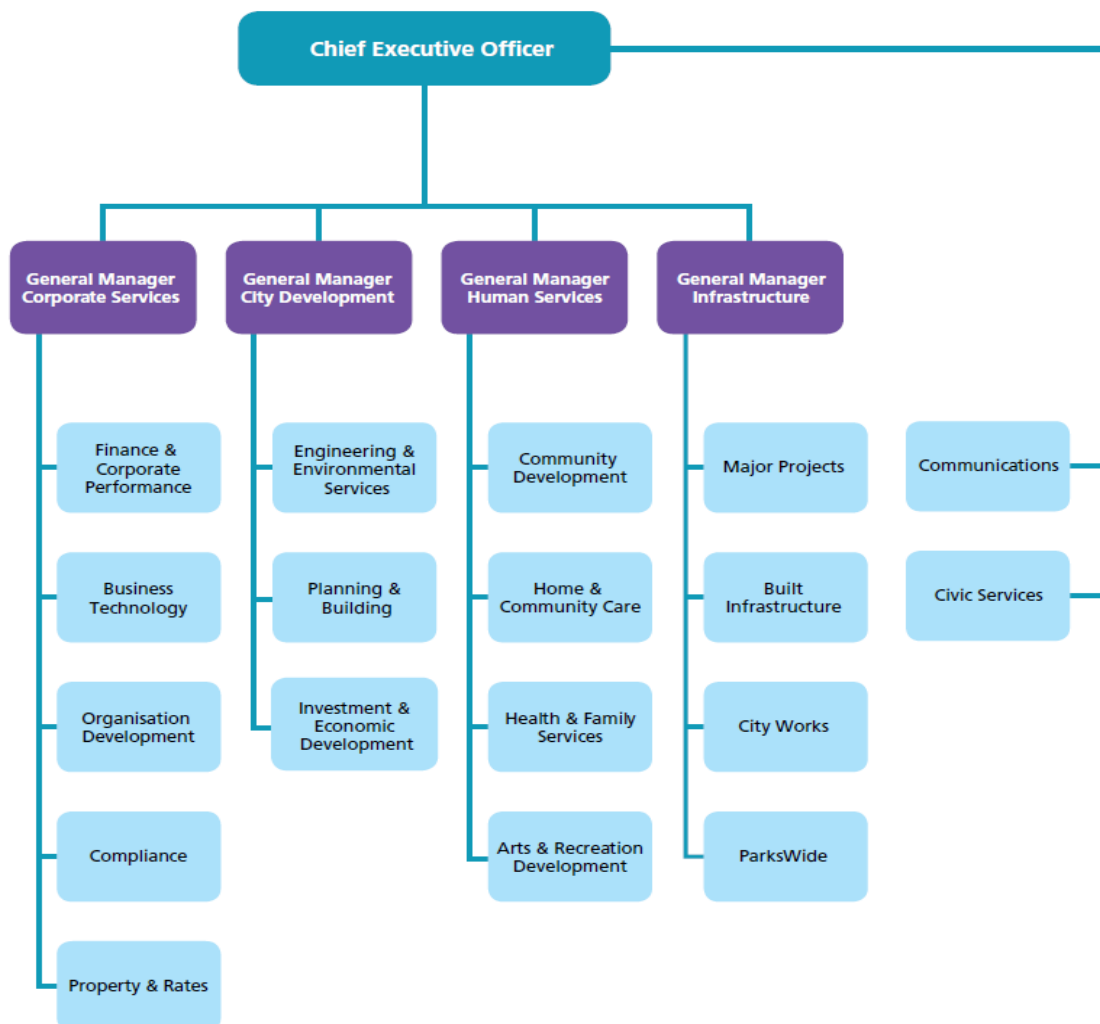 Chief Executive Officer
General Manager
Corporate Services
General Manager
City Development
General Manager
Human Services
General Manager
Infrastructure
Finance &
Corporate
Performance
Engineering &
Environmental
Services
Community
Development
Major Projects
Communications
Business
Technology
Planning &
Building
Home &
Community Care
Built
Infrastructure
Civic Services
Organisation
Development
Investment &
Economic
Development
Health & Family
Services
City Works
Compliance
Arts & Recreation
Development
ParksWide
Property & Rates